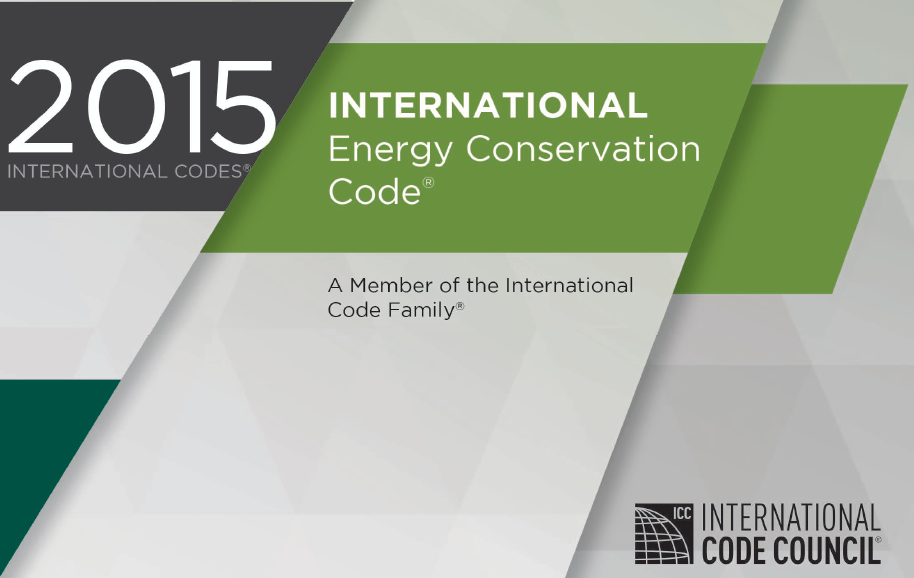 2015
INTERNATIONAL CODES®
INTERNATIONAL
Energy Conservation
Code®
A Member of the International
Code Family®
ICC
INTERNATIONAL
CODE COUNCIL®